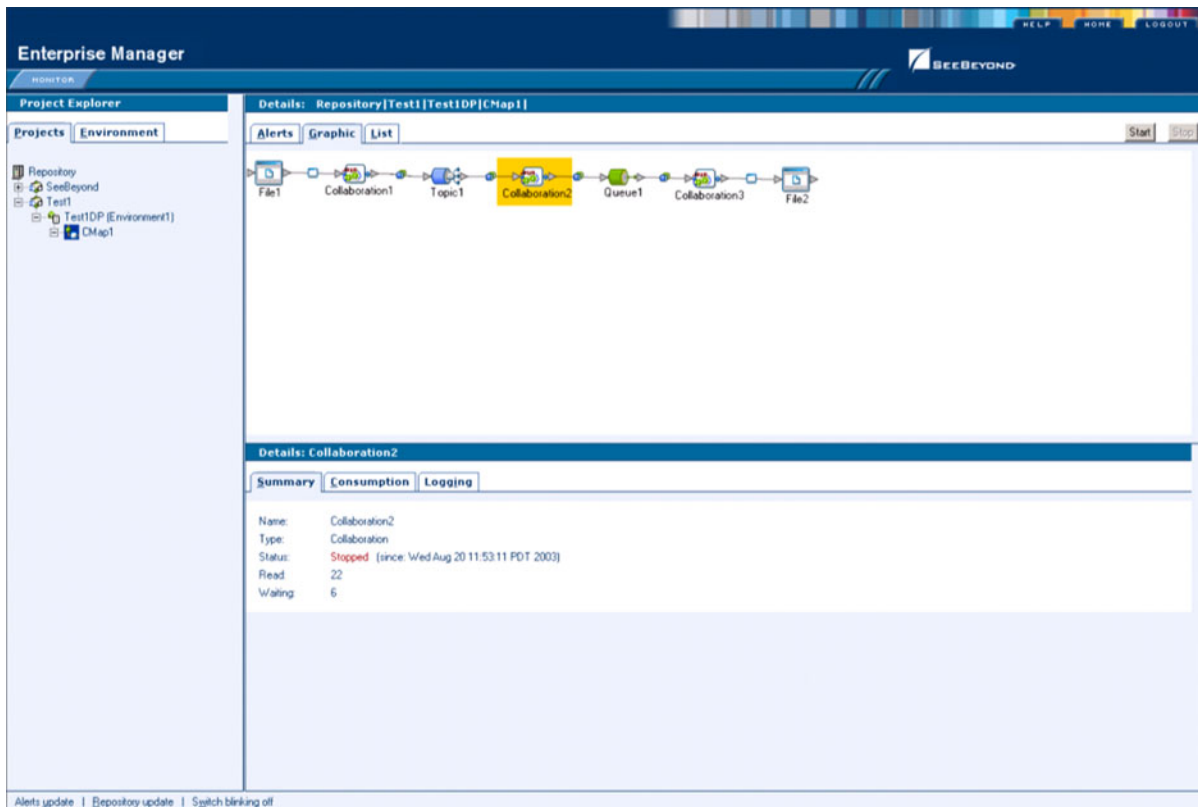 HELP HOME LOGOUT
Enterprise Manager
SEEBEYOND
MONITOR
Project Explorer
Projects Environment
Repository
SeeBeyond
Test1
Test1DP (Environment1)
CMap1
Details: Repository|Test1|Test1DP|CMap1|
Alerts Graphic List
Start Stop
File1 Collaboration1 Topic1 Collaboration2 Queue1 Collaboration3 File2
Details: Collaboration2
Summary Consumption Logging
Name: Collaboration2
Type: Collaboration
Status: Stopped (since: Wed Aug 20 11:53:11 PDT 2003)
Read 22
Waiting 6
Alerts update | Repository update | Switch blinking off